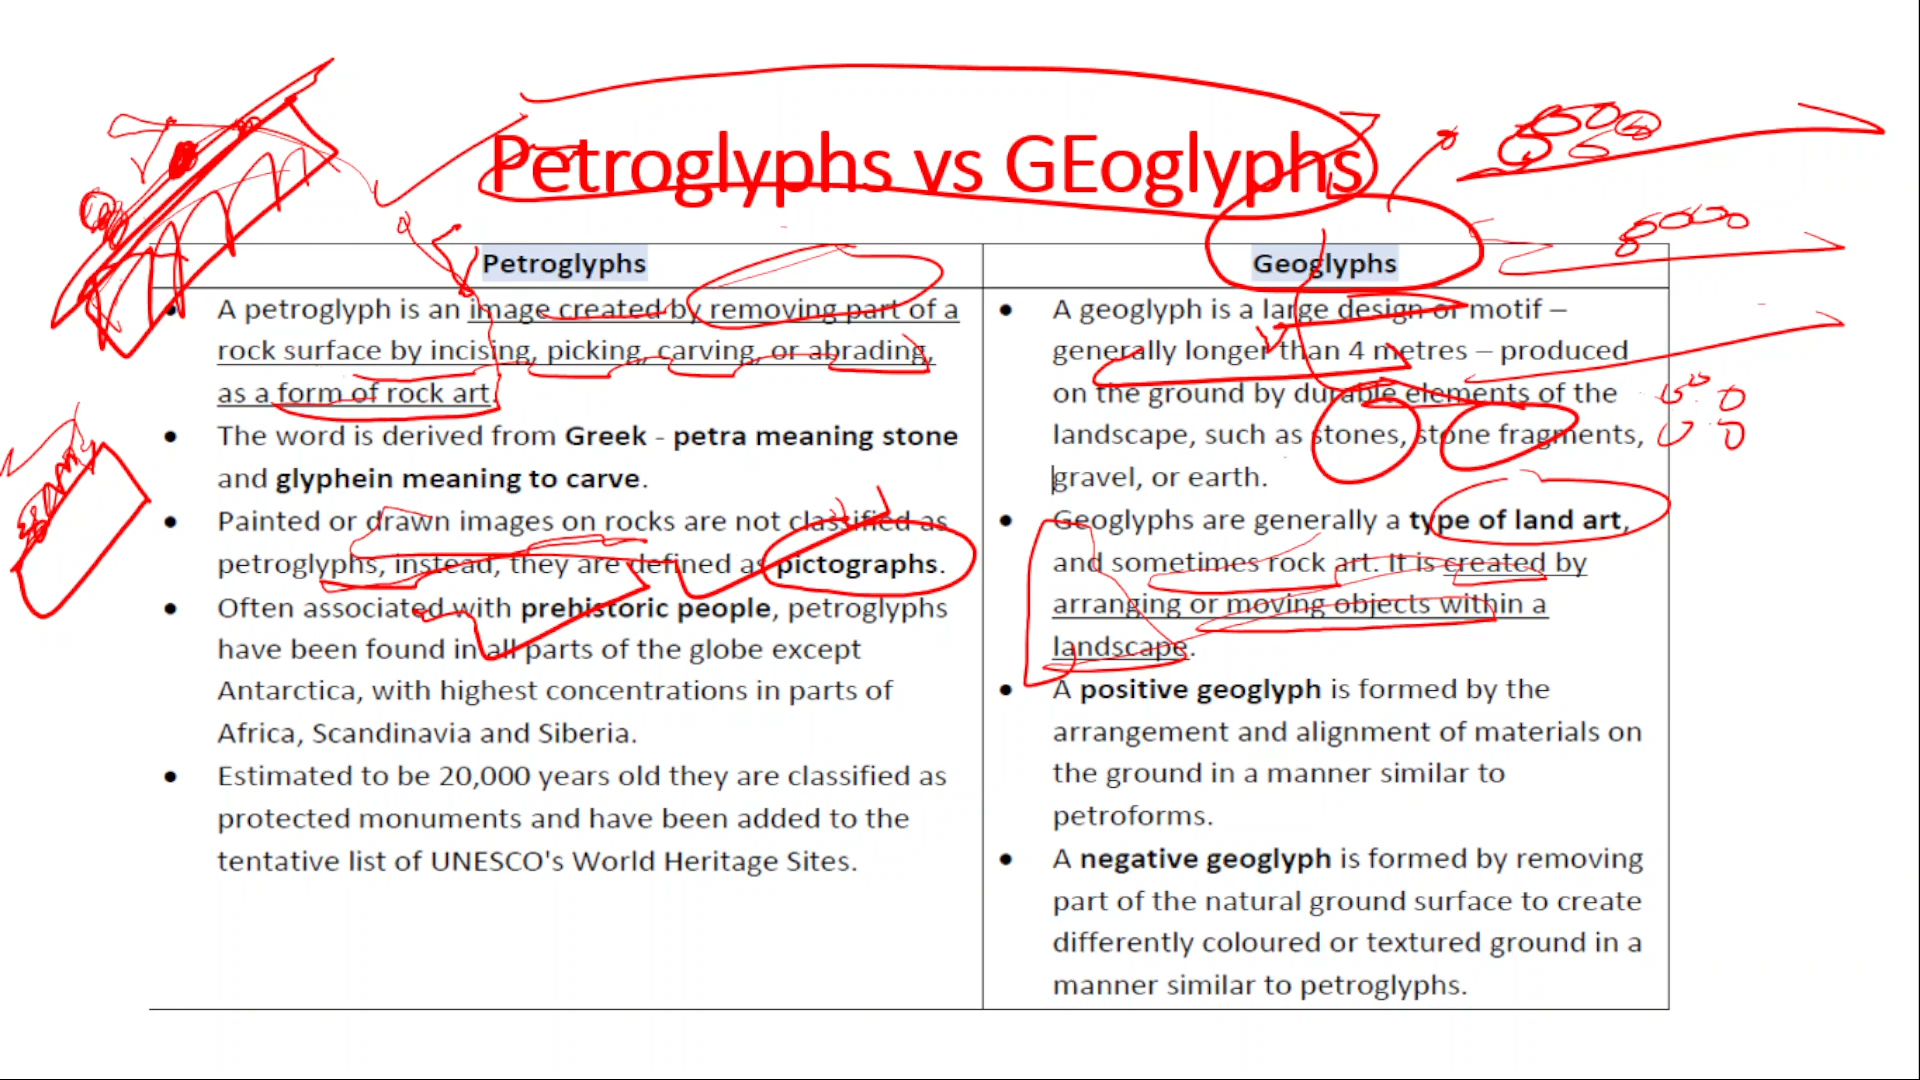 Petroglyphs vs GEoglyphs
Petroglyphs
A petroglyph is an image created by removing part of a
rock surface by incising, picking, carving, or abrading,
as a form of rock art.
The word is derived from Greek - petra meaning stone
and glyphein meaning to carve.
Painted or drawn images on rocks are not classified as
petroglyphs, instead, they are defined as pictographs.
Often associated with prehistoric people, petroglyphs
have been found in all parts of the globe except
Antarctica, with highest concentrations in parts of
Africa, Scandinavia and Siberia.
Estimated to be 20,000 years old they are classified as
protected monuments and have been added to the
tentative list of UNESCO's World Heritage Sites.
Geoglyphs
A geoglyph is a large design or motif –
generally longer than 4 metres – produced
on the ground by durable elements of the
landscape, such as stones, stone fragments,
gravel, or earth.
Geoglyphs are generally a type of land art,
and sometimes rock art. It is created by
arranging or moving objects within a
landscape.
A positive geoglyph is formed by the
arrangement and alignment of materials on
the ground in a manner similar to
petroforms.
A negative geoglyph is formed by removing
part of the natural ground surface to create
differently coloured or textured ground in a
manner similar to petroglyphs.